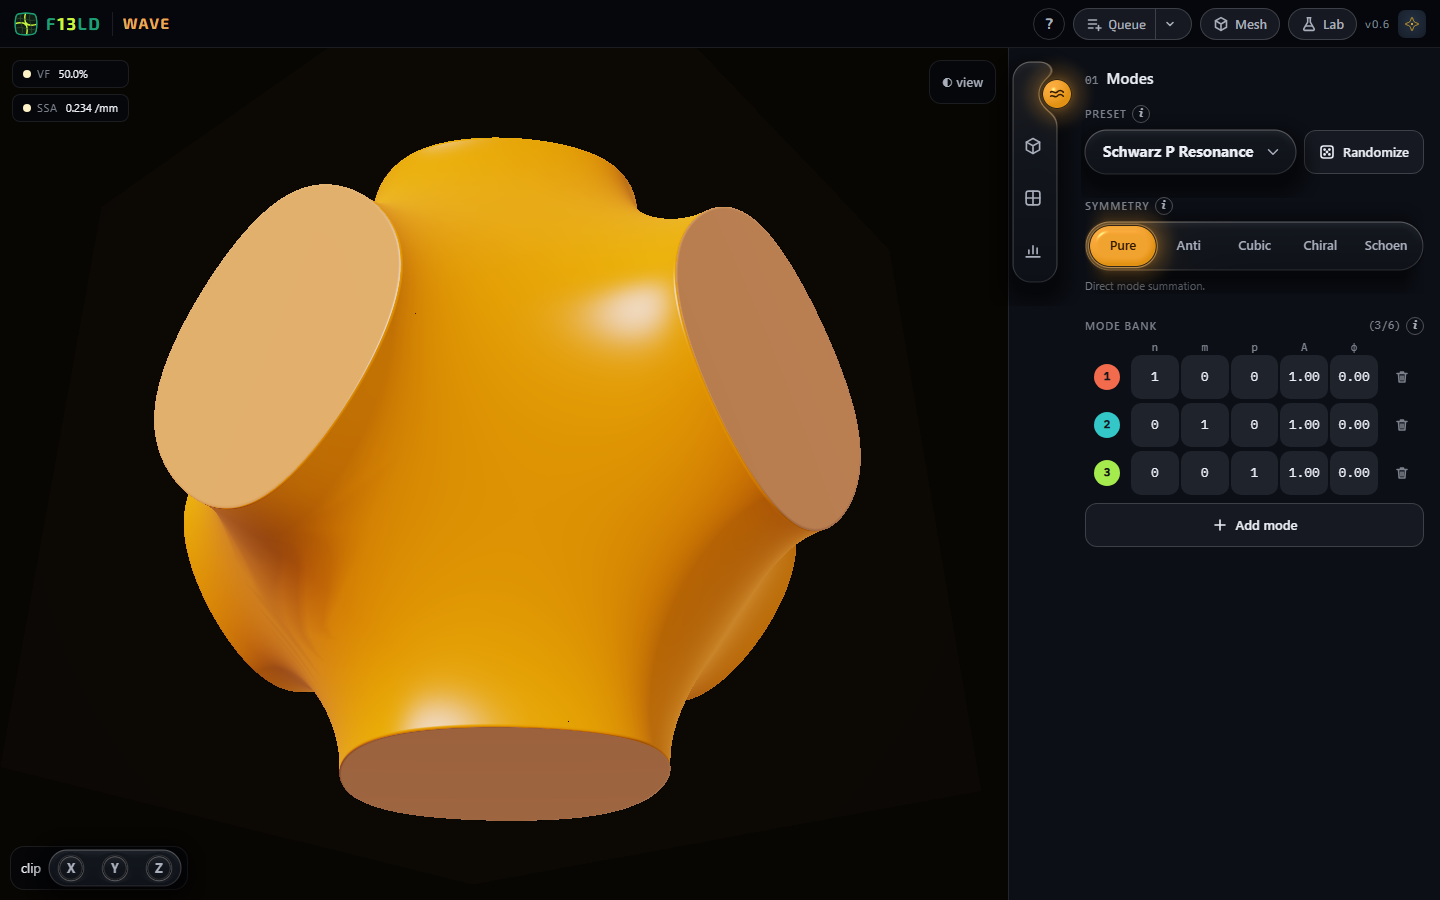 F13LD WAVE
? Queue Mesh Lab v0.6
VF 50.0%
SSA 0.234 /mm
view
01 Modes
PRESET i
Schwarz P Resonance Randomize
SYMMETRY i
Pure Anti Cubic Chiral Schoen
Direct mode summation.
MODE BANK (3/6) i
n m p A ϕ
1 1 0 0 1.00 0.00
2 0 1 0 1.00 0.00
3 0 0 1 1.00 0.00
+ Add mode
clip X Y Z